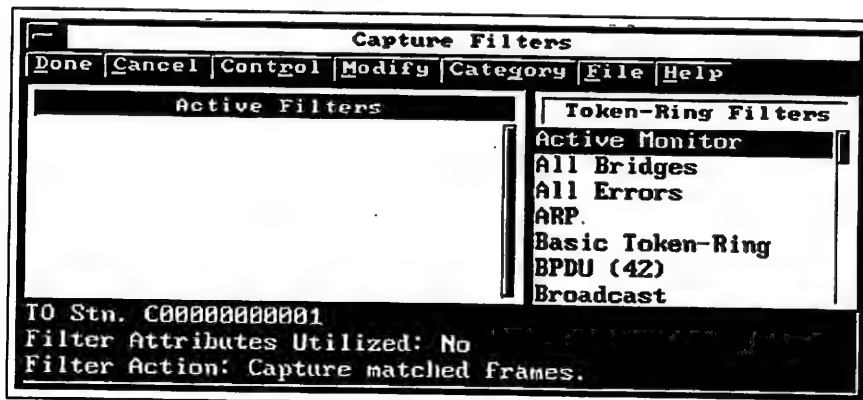 Capture Filters
Done Cancel Control Modify Category File Help
Active Filters
Token-Ring Filters
Active Monitor
All Bridges
All Errors
ARP
Basic Token-Ring
BPDU (42)
Broadcast
TO Stn. C00000000001
Filter Attributes Utilized: No
Filter Action: Capture matched Frames.